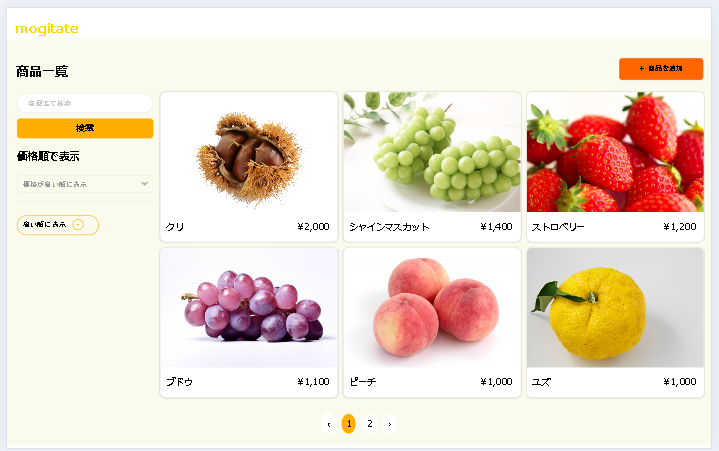 mogitate
商品一覧
+ 商品を追加
商品名で検索
検索
価格順で表示
価格が高い順に表示
高い順に表示
クリ ¥2,000
シャインマスカット ¥1,400
ストロベリー ¥1,200
ブドウ ¥1,100
ピーチ ¥1,000
ユズ ¥1,000
‹ 1 2 ›